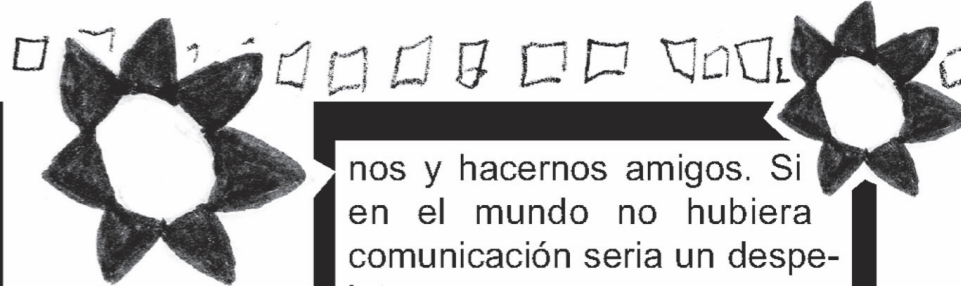 nos y hacernos amigos. Si
en el mundo no hubiera
comunicación seria un despe-